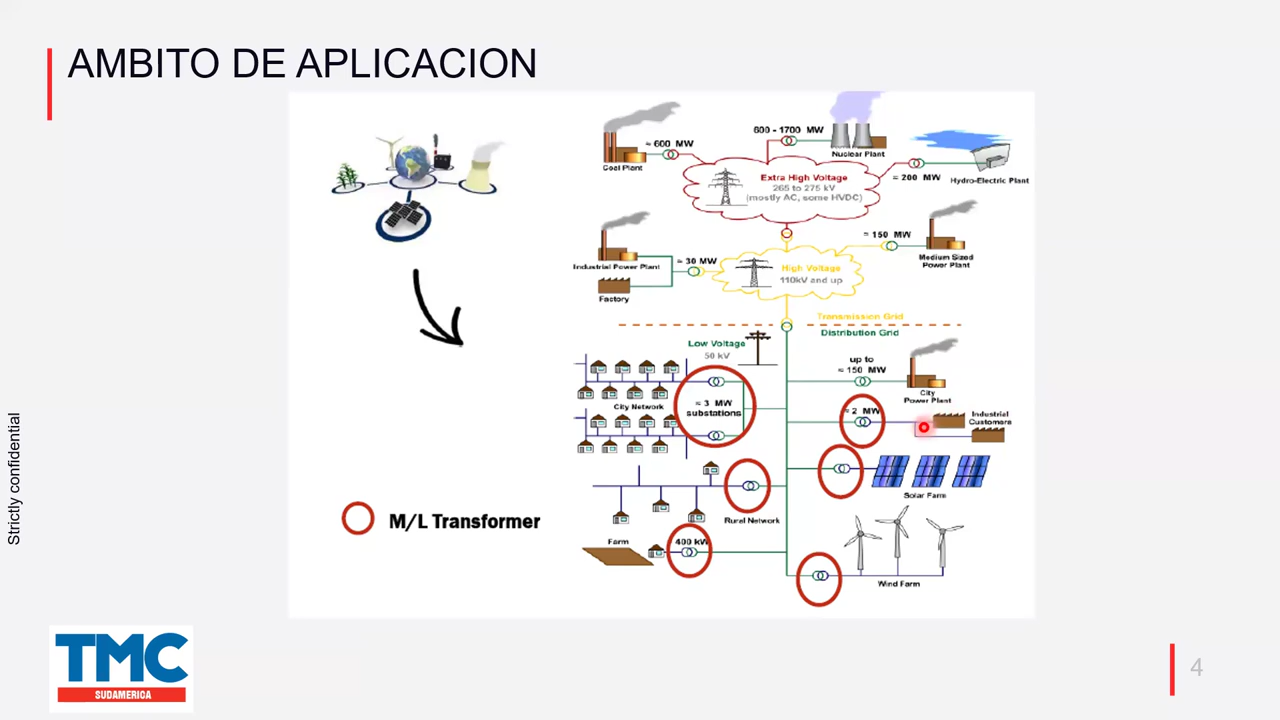 AMBITO DE APLICACION
600 - 1700 MW
≈ 600 MW
Nuclear Plant
Coal Plant
Extra High Voltage
265 to 275 kV
(mostly AC, some HVDC)
≈ 200 MW
Hydro-Electric Plant
≈ 150 MW
Industrial Power Plant
≈ 30 MW
High Voltage
110kV and up
Medium Sized
Power Plant
Factory
Transmission Grid
Distribution Grid
Low Voltage
50 kV
up to
≈ 150 MW
City
Power Plant
City Network
≈ 3 MW
substations
≈ 2 MW
Industrial
Customers
Solar Farm
Rural Network
M/L Transformer
Farm
400 kW
Wind Farm
Strictly confidential
TMC
SUDAMERICA
4